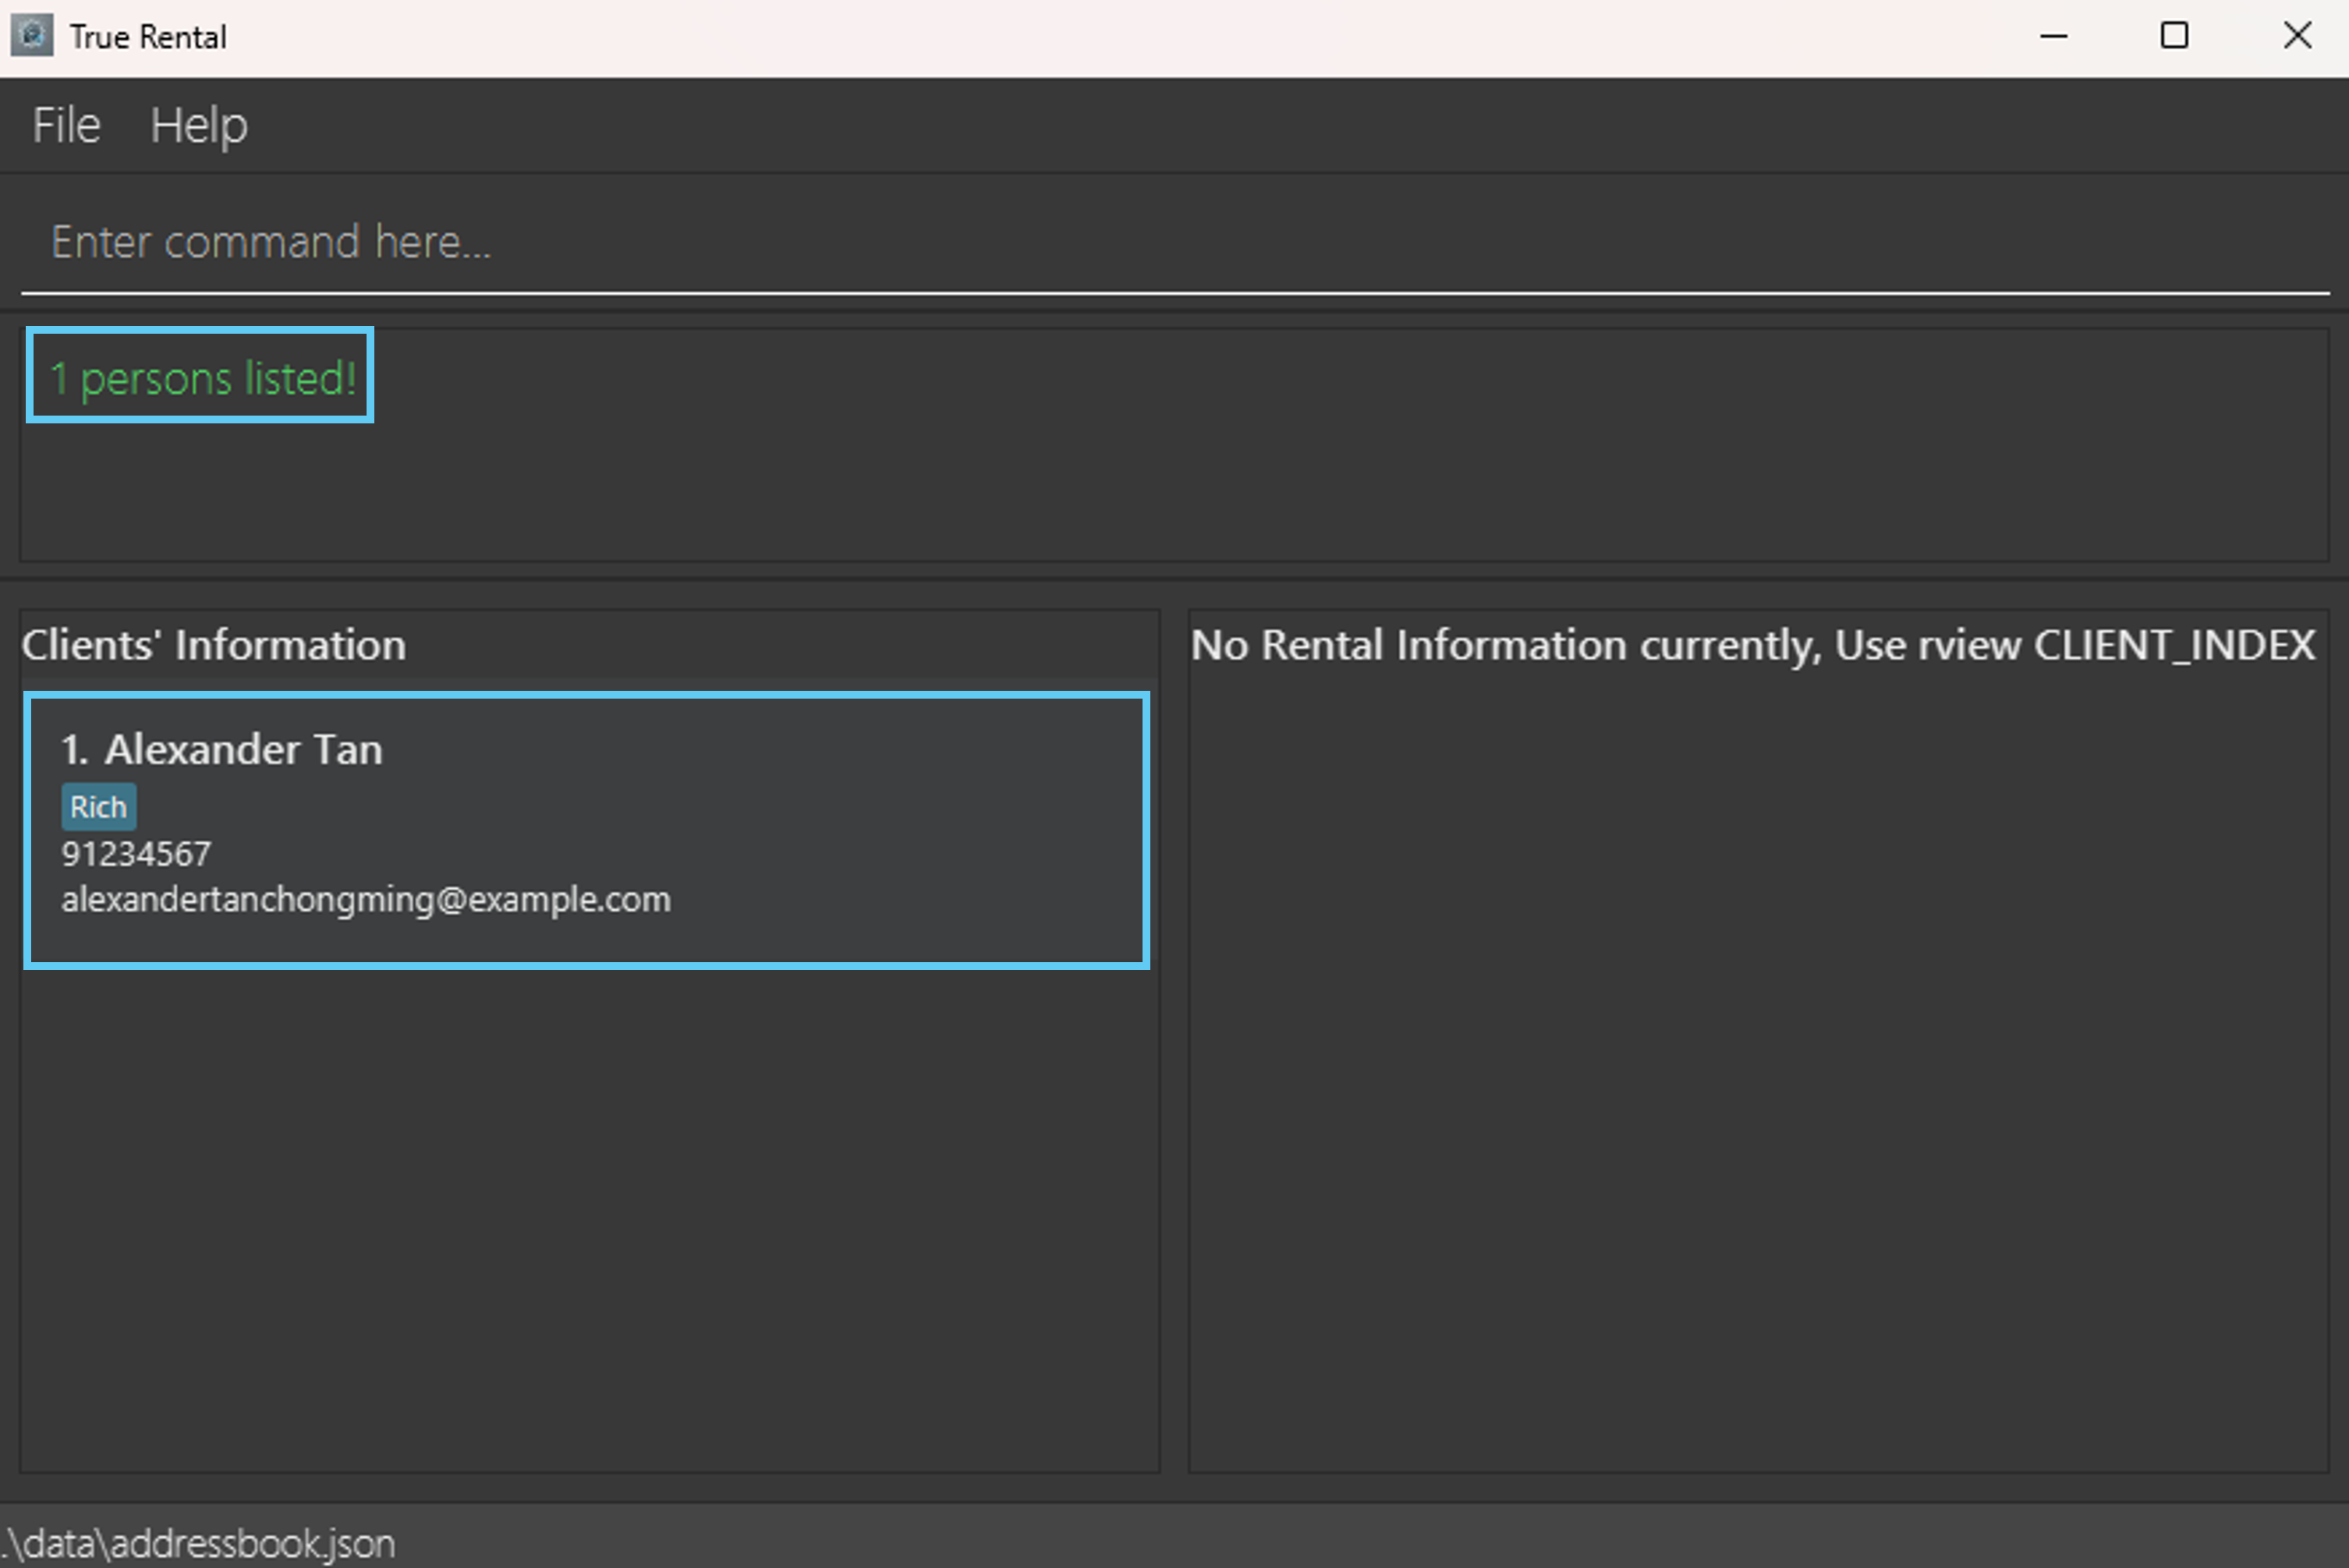 True Rental
File Help
Enter command here...
1 persons listed!
Clients' Information
No Rental Information currently, Use rview CLIENT_INDEX
1. Alexander Tan
Rich
91234567
alexandertanchongming@example.com
.\data\addressbook.json